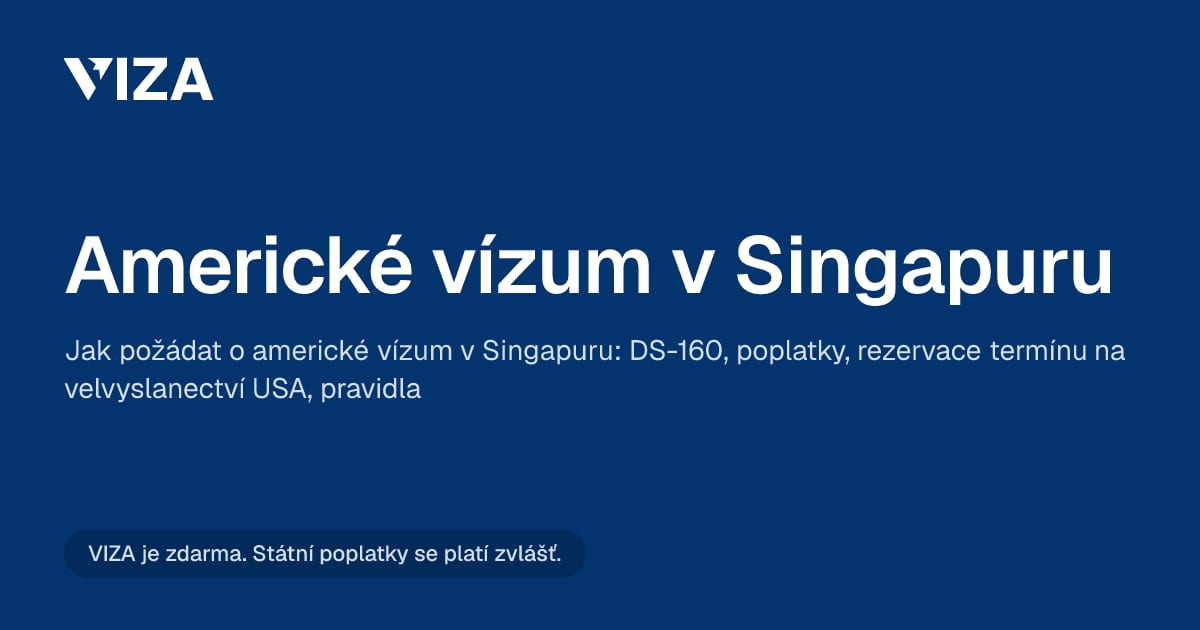 VIZA
Americké vízum v Singapuru
Jak požádat o americké vízum v Singapuru: DS-160, poplatky, rezervace termínu na
velvyslanectví USA, pravidla
VIZA je zdarma. Státní poplatky se platí zvlášť.